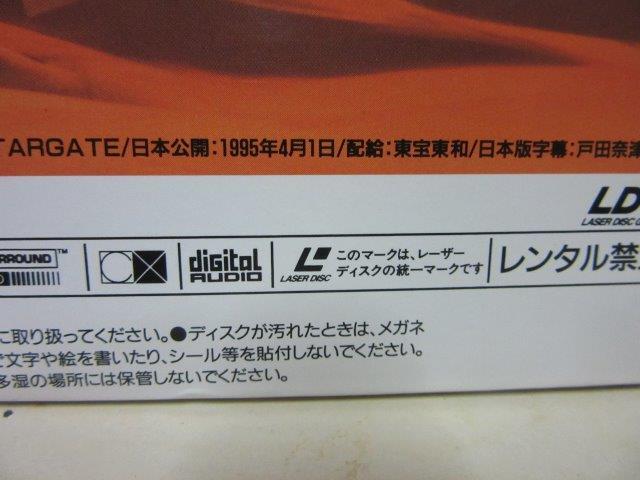 TARGATE/日本公開:1995年4月1日/配給:東宝東和/日本版字幕:戸田奈津
LD
LASER DISC
RROUND™
digital AUDIO
LASER DISC
このマークは、レーザーディスクの統一マークです
レンタル禁
に取り扱ってください。●ディスクが汚れたときは、メガネ
で文字や絵を書いたり、シール等を貼付しないでください。
多湿の場所には保管しないでください。